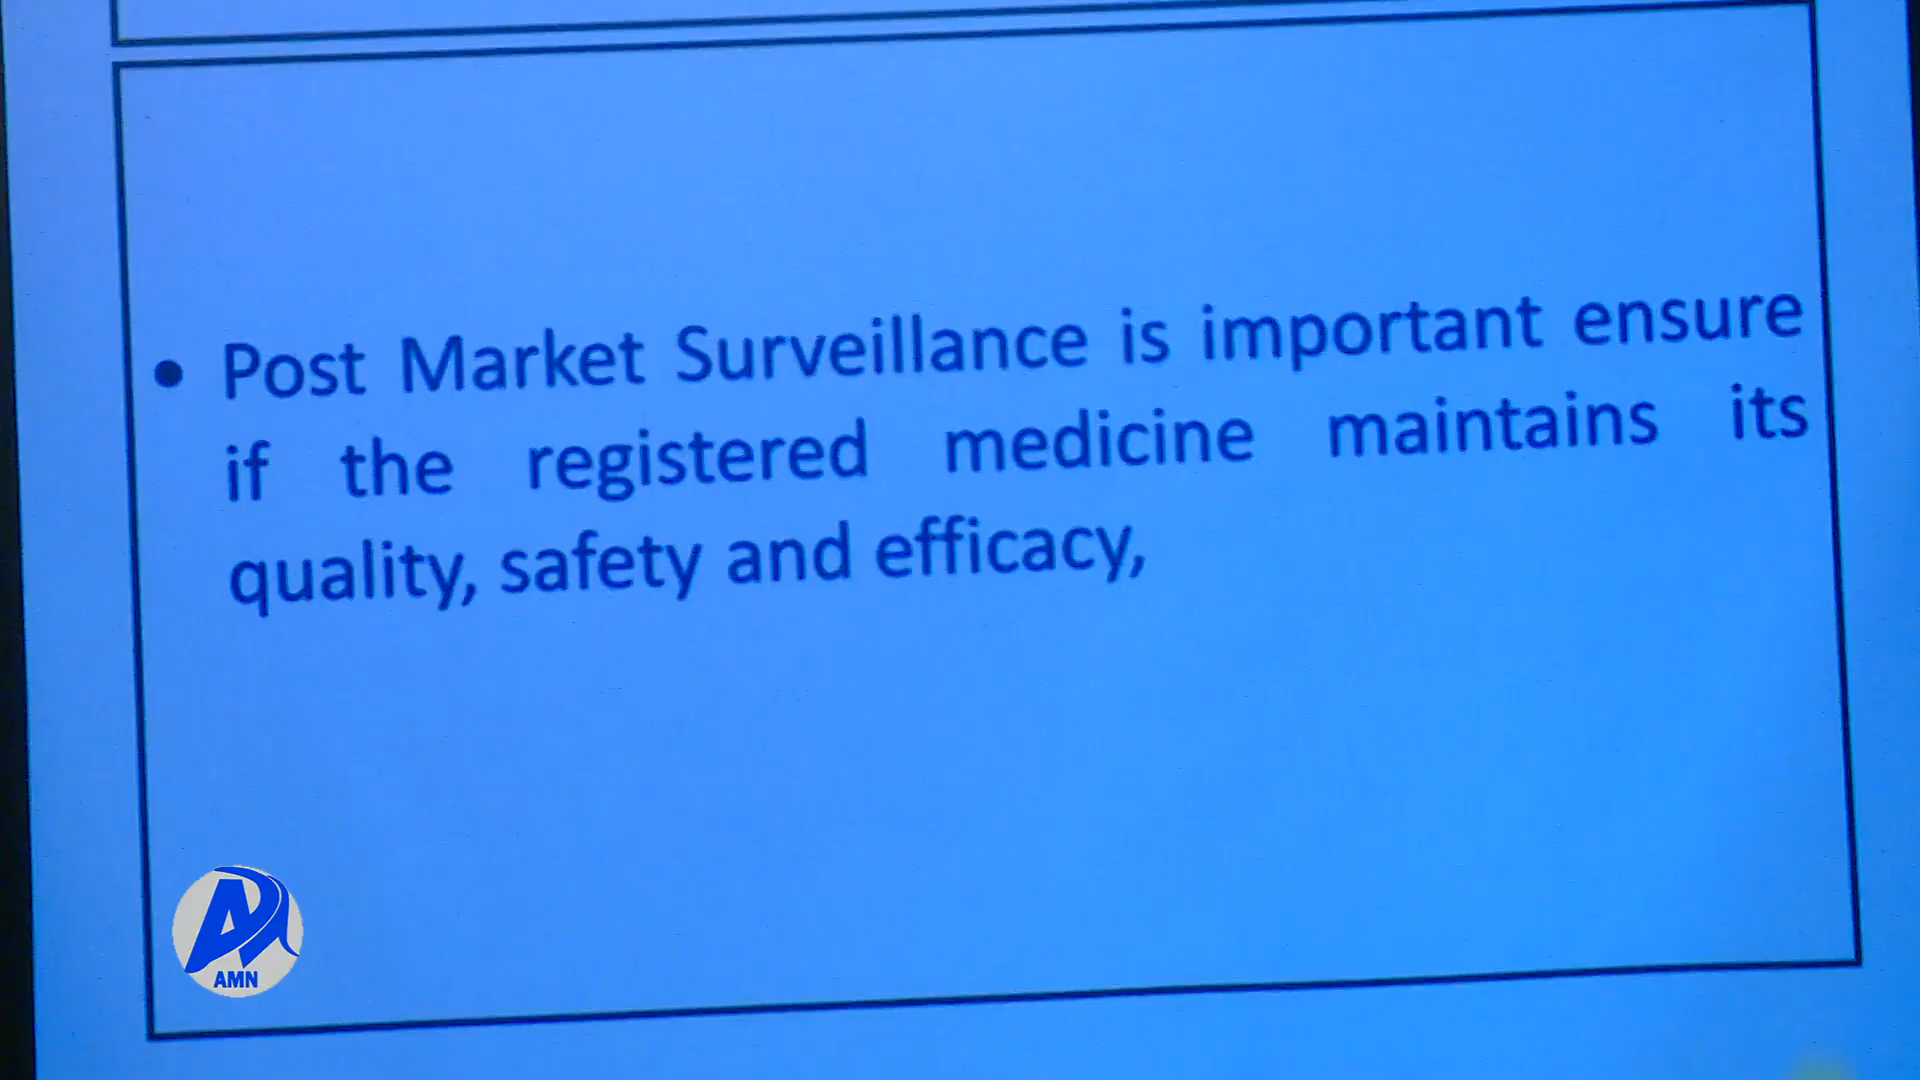 • Post Market Surveillance is important ensure
if the registered medicine maintains its
quality, safety and efficacy,
AMN